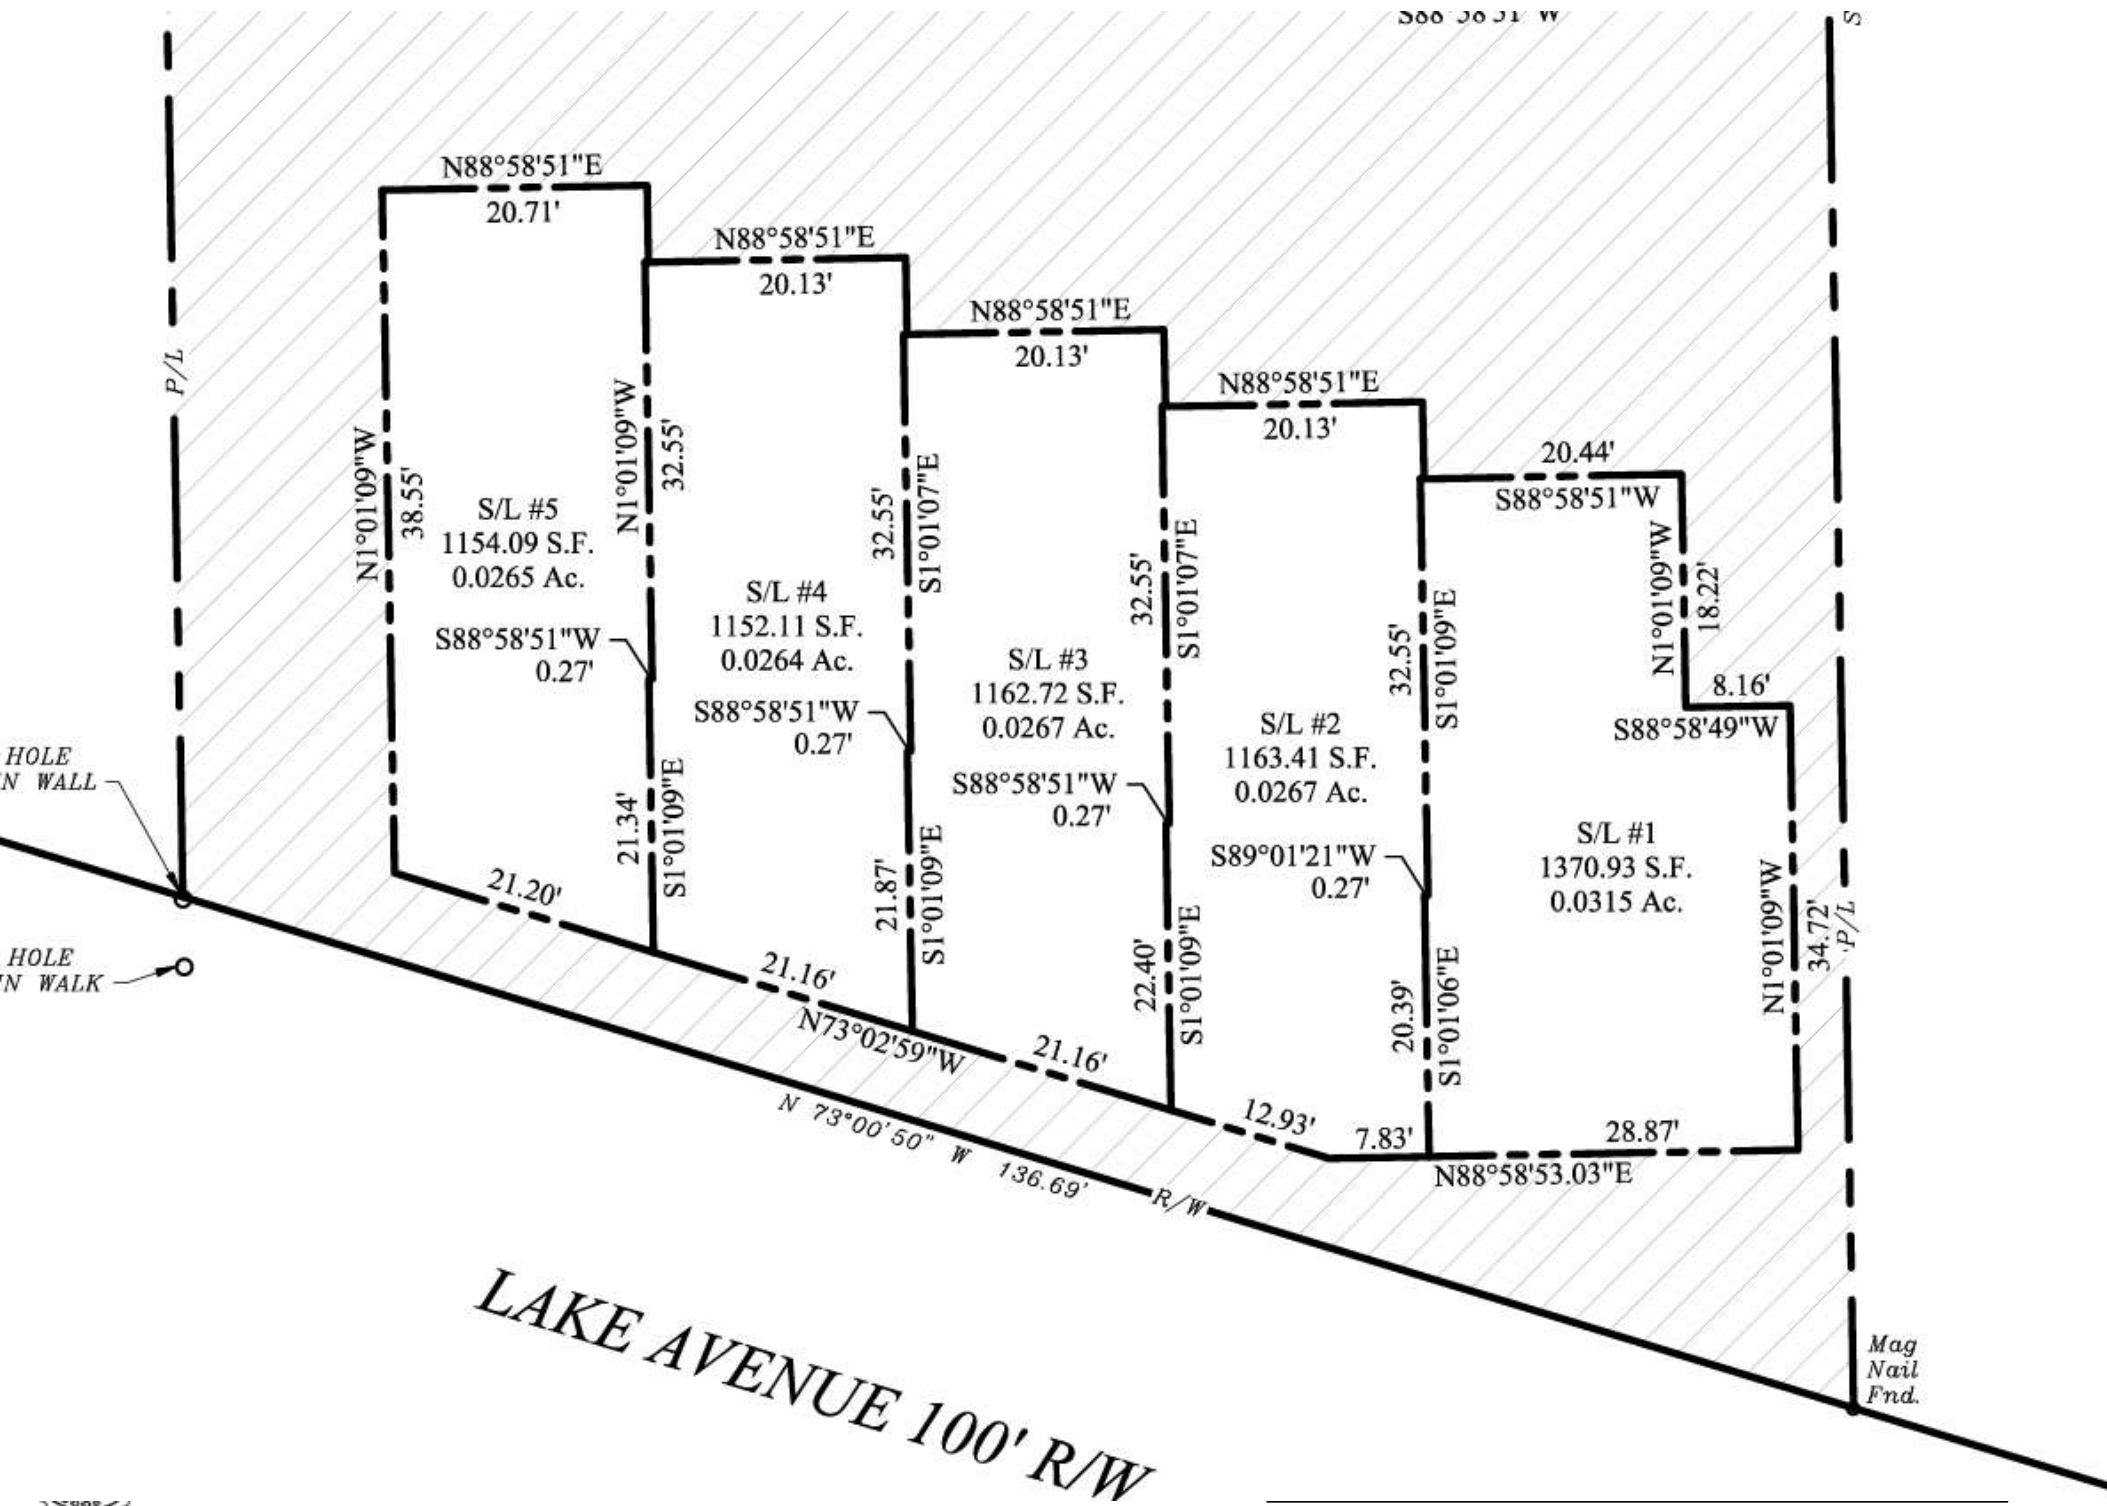 S88°58'51"W
S
N88°58'51"E
20.71'
N88°58'51"E
20.13'
N88°58'51"E
20.13'
N88°58'51"E
20.13'
20.44'
S88°58'51"W
P/L
N1°01'09"W
38.55'
S/L #5
1154.09 S.F.
0.0265 Ac.
N1°01'09"W
32.55'
S88°58'51"W
0.27'
21.34'
S1°01'09"E
S/L #4
1152.11 S.F.
0.0264 Ac.
32.55'
S1°01'07"E
S88°58'51"W
0.27'
21.87'
S1°01'09"E
S/L #3
1162.72 S.F.
0.0267 Ac.
32.55'
S1°01'07"E
S88°58'51"W
0.27'
22.40'
S1°01'09"E
S/L #2
1163.41 S.F.
0.0267 Ac.
32.55'
S1°01'09"E
S89°01'21"W
0.27'
20.39'
S1°01'06"E
S/L #1
1370.93 S.F.
0.0315 Ac.
N1°01'09"W
18.22'
8.16'
S88°58'49"W
N1°01'09"W
34.72'
P/L
HOLE
N WALL
HOLE
N WALK
21.20'
21.16'
N73°02'59"W
21.16'
12.93'
7.83'
28.87'
N88°58'53.03"E
N 73°00'50" W 136.69'
R/W
LAKE AVENUE 100' R/W
Mag
Nail
Fnd.